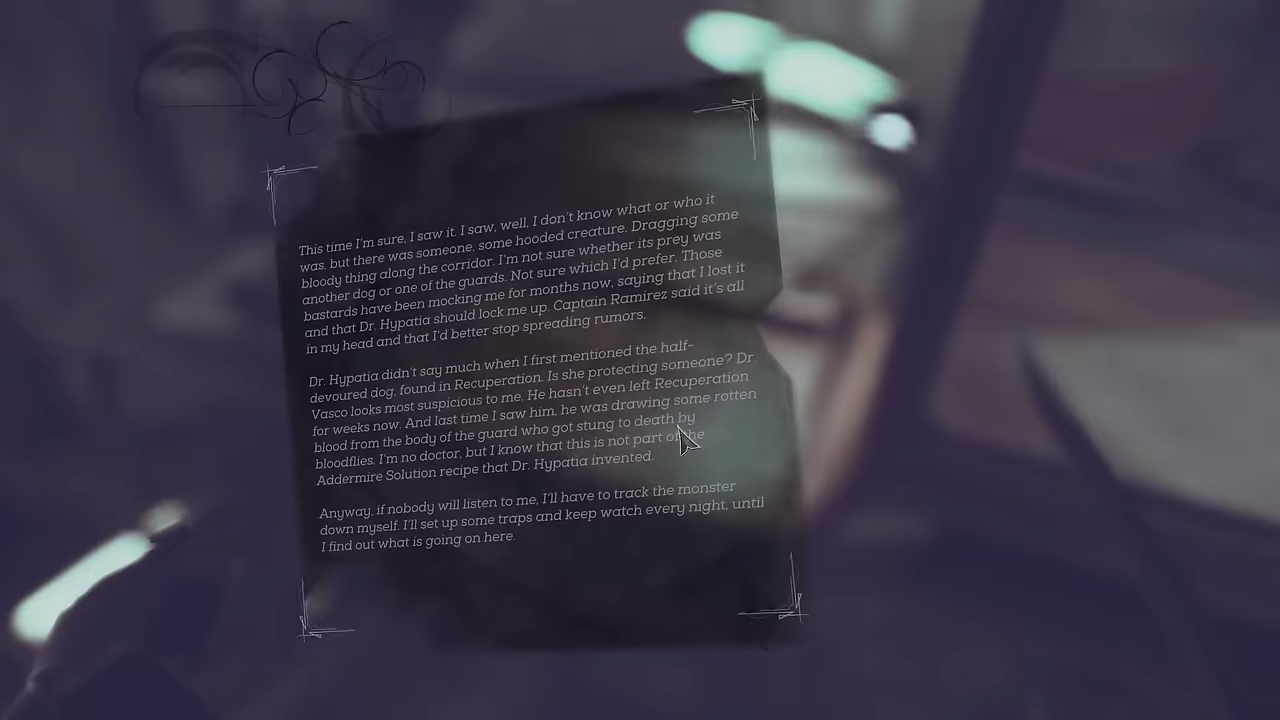 This time I'm sure, I saw it. I saw, well, I don't know what or who it
was, but there was someone, some hooded creature. Dragging some
bloody thing along the corridor. I'm not sure whether its prey was
another dog or one of the guards. Not sure which I'd prefer. Those
bastards have been mocking me for months now, saying that I lost it
and that Dr. Hypatia should lock me up. Captain Ramirez said it's all
in my head and that I'd better stop spreading rumors.
Dr. Hypatia didn't say much when I first mentioned the half-
devoured dog, found in Recuperation. Is she protecting someone? Dr.
Vasco looks most suspicious to me. He hasn't even left Recuperation
for weeks now. And last time I saw him, he was drawing some rotten
blood from the body of the guard who got stung to death by
bloodflies. I'm no doctor, but I know that this is not part of the
Addermire Solution recipe that Dr. Hypatia invented.
Anyway, if nobody will listen to me, I'll have to track the monster
down myself. I'll set up some traps and keep watch every night, until
I find out what is going on here.